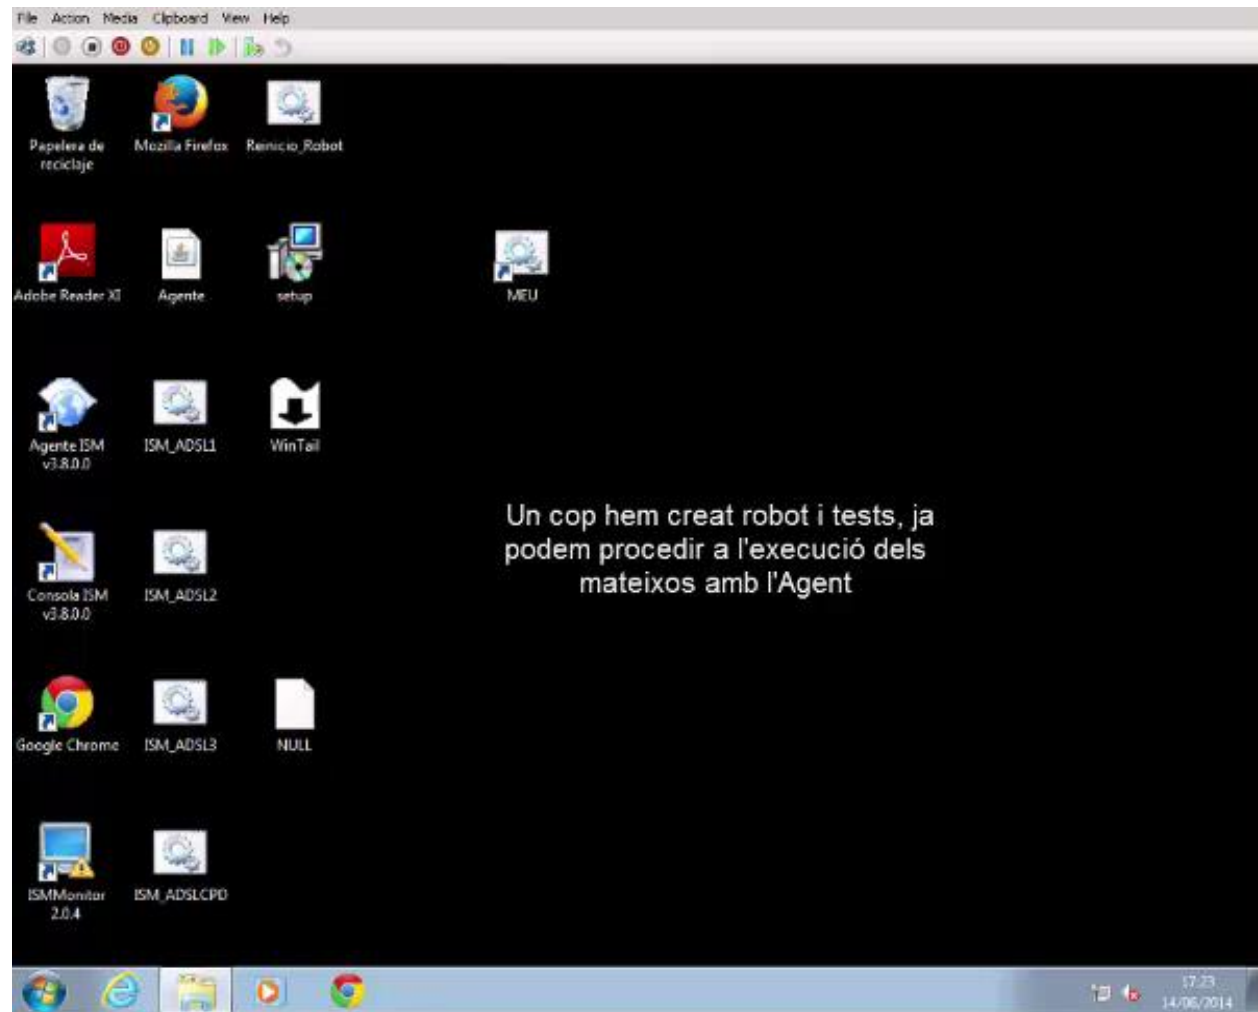 File Action Media Clipboard View Help
Papelera de
reciclaje
Mozilla Firefox
Reinicio_Robot
Adobe Reader XI
Agente
setup
MEU
Agente ISM
v3.8.0.0
ISM_ADSL1
WinTail
Un cop hem creat robot i tests, ja
podem procedir a l'execució dels
mateixos amb l'Agent
Consola ISM
v3.8.0.0
ISM_ADSL2
Google Chrome
ISM_ADSL3
NULL
ISMMonitor
2.0.4
ISM_ADSLCPD
17:23
14/06/2014